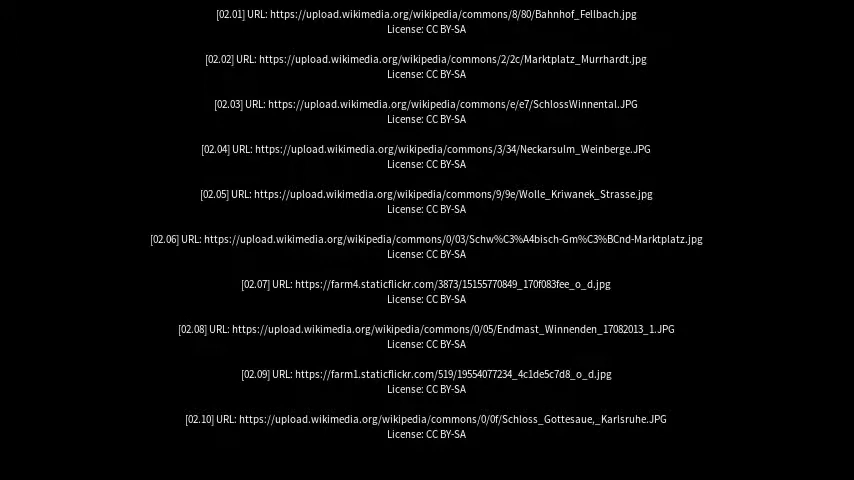 [02.01] URL: https://upload.wikimedia.org/wikipedia/commons/8/80/Bahnhof_Fellbach.jpg
License: CC BY-SA
[02.02] URL: https://upload.wikimedia.org/wikipedia/commons/2/2c/Marktplatz_Murrhardt.jpg
License: CC BY-SA
[02.03] URL: https://upload.wikimedia.org/wikipedia/commons/e/e7/SchlossWinnental.JPG
License: CC BY-SA
[02.04] URL: https://upload.wikimedia.org/wikipedia/commons/3/34/Neckarsulm_Weinberge.JPG
License: CC BY-SA
[02.05] URL: https://upload.wikimedia.org/wikipedia/commons/9/9e/Wolle_Kriwanek_Strasse.jpg
License: CC BY-SA
[02.06] URL: https://upload.wikimedia.org/wikipedia/commons/0/03/Schw%C3%A4bisch-Gm%C3%BCnd-Marktplatz.jpg
License: CC BY-SA
[02.07] URL: https://farm4.staticflickr.com/3873/15155770849_170f083fee_o_d.jpg
License: CC BY-SA
[02.08] URL: https://upload.wikimedia.org/wikipedia/commons/0/05/Endmast_Winnenden_17082013_1.JPG
License: CC BY-SA
[02.09] URL: https://farm1.staticflickr.com/519/19554077234_4c1de5c7d8_o_d.jpg
License: CC BY-SA
[02.10] URL: https://upload.wikimedia.org/wikipedia/commons/0/0f/Schloss_Gottesaue,_Karlsruhe.JPG
License: CC BY-SA